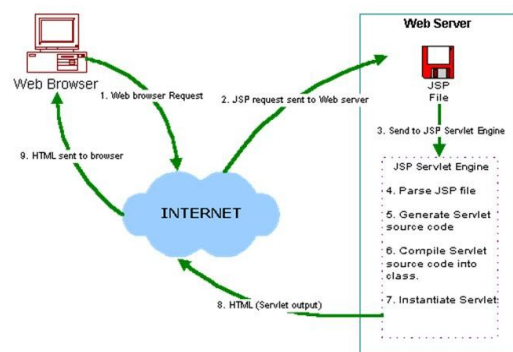 Web Server
Web Browser
JSP
File
1. Web browser Request
2. JSP request sent to Web server
3. Send to JSP Servlet Engine
9. HTML sent to browser
JSP Servlet Engine
4. Parse JSP file
INTERNET
5. Generate Servlet
source code
6. Compile Servlet
source code into
class.
7. Instantiate Servlet
8. HTML (Servlet output)